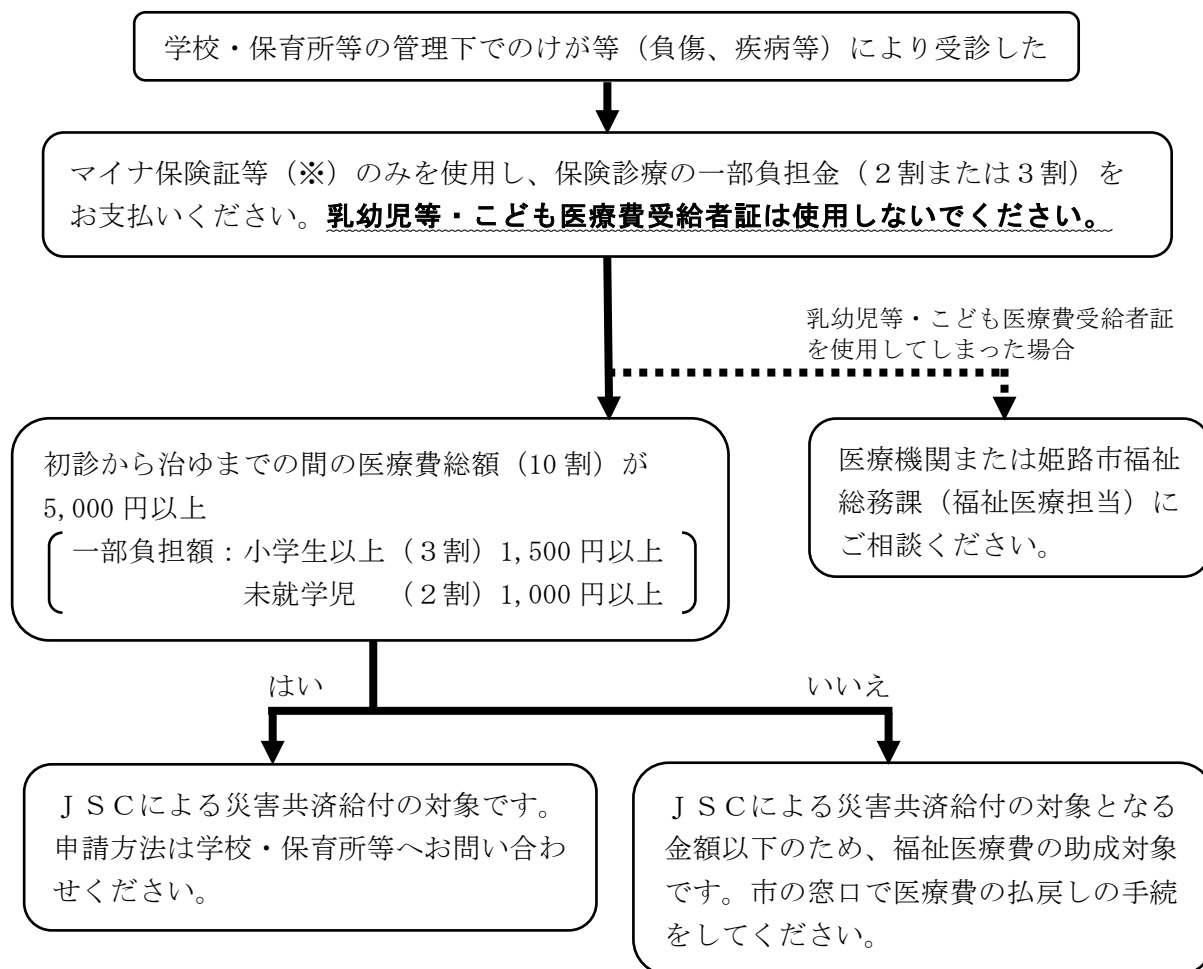 学校・保育所等の管理下でのけが等（負傷、疾病等）により受診した
マイナ保険証等（※）のみを使用し、保険診療の一部負担金（２割または３割）を
お支払いください。乳幼児等・こども医療費受給者証は使用しないでください。
乳幼児等・こども医療費受給者証
を使用してしまった場合
初診から治ゆまでの間の医療費総額（10 割）が
5,000 円以上
一部負担額：小学生以上（３割）1,500 円以上
未就学児　（２割）1,000 円以上
医療機関または姫路市福祉
総務課（福祉医療担当）に
ご相談ください。
はい
いいえ
ＪＳＣによる災害共済給付の対象です。
申請方法は学校・保育所等へお問い合わ
せください。
ＪＳＣによる災害共済給付の対象となる
金額以下のため、福祉医療費の助成対象
です。市の窓口で医療費の払戻しの手続
をしてください。